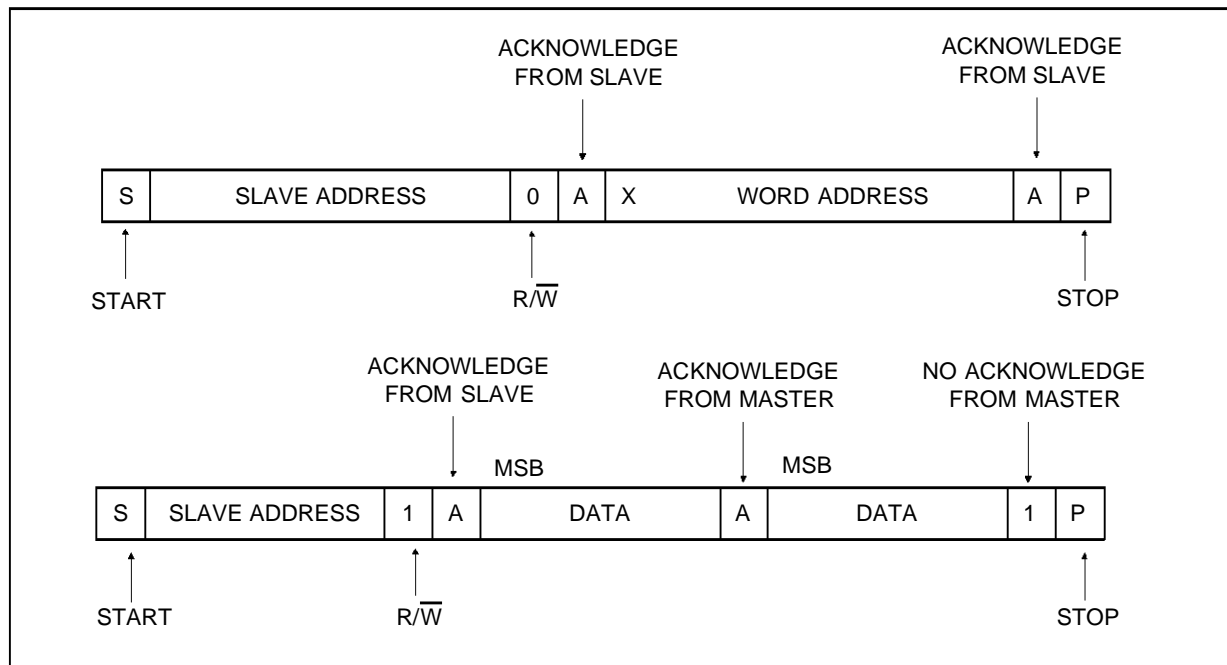 ACKNOWLEDGE
FROM SLAVE
ACKNOWLEDGE
FROM SLAVE
S SLAVE ADDRESS 0 A X WORD ADDRESS A P
START
R/W̅
STOP
ACKNOWLEDGE
FROM SLAVE
ACKNOWLEDGE
FROM MASTER
NO ACKNOWLEDGE
FROM MASTER
MSB
MSB
S SLAVE ADDRESS 1 A DATA A DATA 1 P
START
R/W̅
STOP